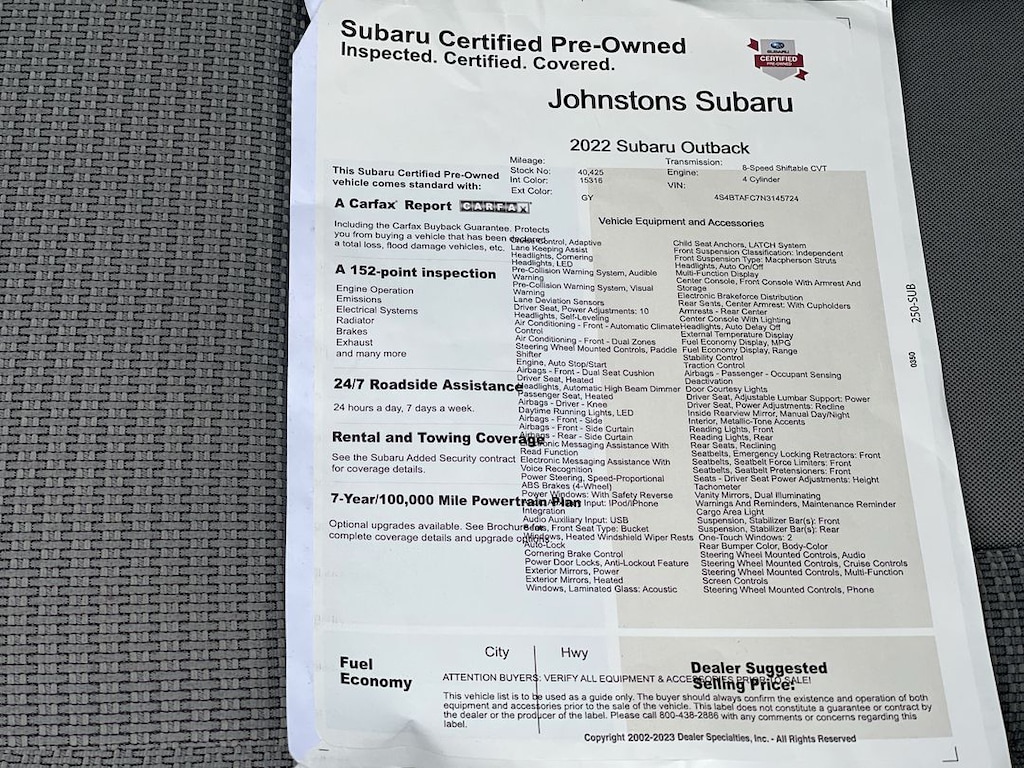 Subaru Certified Pre-Owned
Inspected. Certified. Covered.
SUBARU
CERTIFIED
PRE-OWNED
Johnstons Subaru
2022 Subaru Outback
This Subaru Certified Pre-Owned
vehicle comes standard with:
Mileage:
Stock No: 40,425
Int Color: 15316
Ext Color:
GY
Transmission: 8-Speed Shiftable CVT
Engine: 4 Cylinder
VIN:
4S4BTAFC7N3145724
A Carfax® Report CARFAX
Including the Carfax Buyback Guarantee. Protects
you from buying a vehicle that has been declared
a total loss, flood damage vehicles, etc.
A 152-point inspection
Engine Operation
Emissions
Electrical Systems
Radiator
Brakes
Exhaust
and many more
24/7 Roadside Assistance
24 hours a day, 7 days a week.
Rental and Towing Coverage
See the Subaru Added Security contract
for coverage details.
7-Year/100,000 Mile Powertrain Plan
Optional upgrades available. See Brochure for
complete coverage details and upgrade options.
Vehicle Equipment and Accessories
Cruise Control, Adaptive
Lane Keeping Assist
Headlights, Cornering
Headlights, LED
Pre-Collision Warning System, Audible
Warning
Pre-Collision Warning System, Visual
Warning
Lane Deviation Sensors
Driver Seat, Power Adjustments: 10
Headlights, Self-Leveling
Air Conditioning - Front - Automatic Climate
Control
Air Conditioning - Front - Dual Zones
Steering Wheel Mounted Controls, Paddle
Shifter
Engine, Auto Stop/Start
Airbags - Front - Dual Seat Cushion
Driver Seat, Heated
Headlights, Automatic High Beam Dimmer
Passenger Seat, Heated
Airbags - Driver - Knee
Daytime Running Lights, LED
Airbags - Front - Side
Airbags - Front - Side Curtain
Airbags - Rear - Side Curtain
Electronic Messaging Assistance With
Read Function
Electronic Messaging Assistance With
Voice Recognition
Power Steering, Speed-Proportional
ABS Brakes (4-Wheel)
Power Windows: With Safety Reverse
Input: IPod/iPhone
Integration
Audio Auxiliary Input: USB
Seats, Front Seat Type: Bucket
Windows, Heated Windshield Wiper Rests
Auto-Lock
Cornering Brake Control
Power Door Locks, Anti-Lockout Feature
Exterior Mirrors, Power
Exterior Mirrors, Heated
Windows, Laminated Glass: Acoustic
Child Seat Anchors, LATCH System
Front Suspension Classification: Independent
Front Suspension Type: Macpherson Struts
Headlights, Auto On/Off
Multi-Function Display
Center Console, Front Console With Armrest And
Storage
Electronic Brakeforce Distribution
Rear Seats, Center Armrest: With Cupholders
Armrests - Rear Center
Center Console With Lighting
Headlights, Auto Delay Off
External Temperature Display
Fuel Economy Display, MPG
Fuel Economy Display, Range
Stability Control
Traction Control
Airbags - Passenger - Occupant Sensing
Deactivation
Door Courtesy Lights
Driver Seat, Adjustable Lumbar Support: Power
Driver Seat, Power Adjustments: Recline
Inside Rearview Mirror, Manual Day/Night
Interior, Metallic-Tone Accents
Reading Lights, Front
Reading Lights, Rear
Rear Seats, Reclining
Seatbelts, Emergency Locking Retractors: Front
Seatbelts, Seatbelt Force Limiters: Front
Seatbelts, Seatbelt Pretensioners: Front
Seats - Driver Seat Power Adjustments: Height
Tachometer
Vanity Mirrors, Dual Illuminating
Warnings And Reminders, Maintenance Reminder
Cargo Area Light
Suspension, Stabilizer Bar(s): Front
Suspension, Stabilizer Bar(s): Rear
One-Touch Windows: 2
Rear Bumper Color, Body-Color
Steering Wheel Mounted Controls, Audio
Steering Wheel Mounted Controls, Cruise Controls
Steering Wheel Mounted Controls, Multi-Function
Screen Controls
Steering Wheel Mounted Controls, Phone
250-SUB
0350
Fuel
Economy
City
Hwy
Dealer Suggested
Selling Price:
ATTENTION BUYERS: VERIFY ALL EQUIPMENT & ACCESSORIES PRIOR TO SALE!
This vehicle list is to be used as a guide only. The buyer should always confirm the existence and operation of both
equipment and accessories prior to the sale of the vehicle. This label does not constitute a guarantee or contract by
the dealer or the producer of the label. Please call 800-438-2886 with any comments or concerns regarding this
label.
Copyright 2002-2023 Dealer Specialties, Inc. - All Rights Reserved